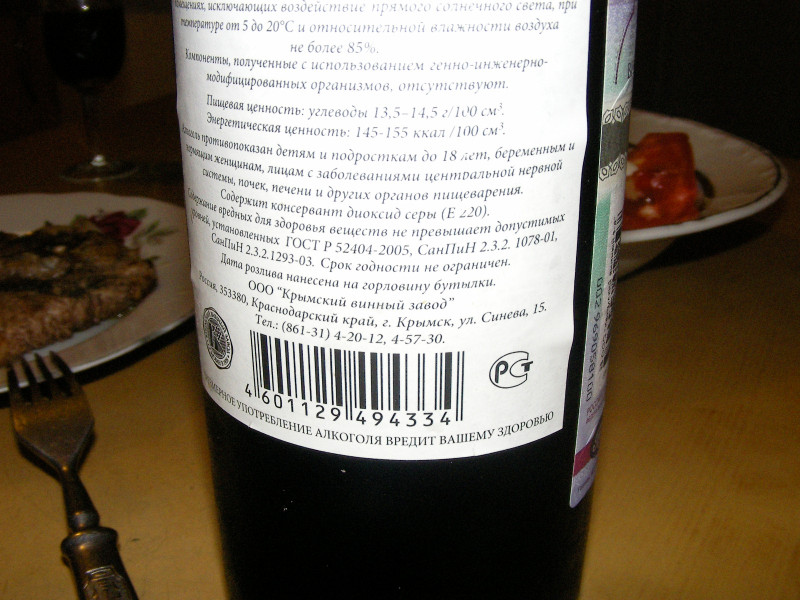 исключающих воздействие прямого солнечного света, при
температуре от 5 до 20°С и относительной влажности воздуха
не более 85%.
Компоненты, полученные с использованием генно-инженерно-
модифицированных организмов, отсутствуют.
Пищевая ценность: углеводы 13,5–14,5 г/100 см³.
Энергетическая ценность: 145-155 ккал /100 см³.
Алкоголь противопоказан детям и подросткам до 18 лет, беременным и
кормящим женщинам, лицам с заболеваниями центральной нервной
системы, почек, печени и других органов пищеварения.
Содержит консервант диоксид серы (Е 220).
Содержание вредных для здоровья веществ не превышает допустимых
установленных ГОСТ Р 52404-2005, СанПиН 2.3.2. 1078-01,
СанПиН 2.3.2.1293-03. Срок годности не ограничен.
Дата розлива нанесена на горловину бутылки.
ООО "Крымский винный завод"
Россия, 353380, Краснодарский край, г. Крымск, ул. Синева, 15.
Тел.: (861-31) 4-20-12, 4-57-30.
РСТ
4 601129 494334
УПОТРЕБЛЕНИЕ АЛКОГОЛЯ ВРЕДИТ ВАШЕМУ ЗДОРОВЬЮ